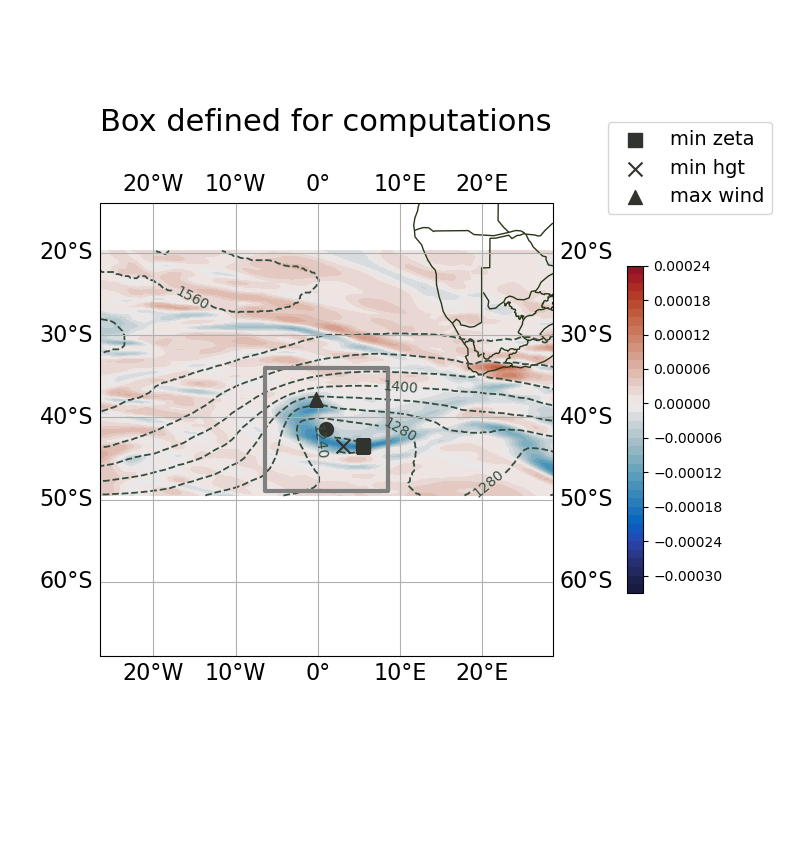 Box defined for computations
min zeta
min hgt
max wind
20°W 10°W 0° 10°E 20°E
20°S 20°S
30°S 30°S
40°S 40°S
50°S 50°S
60°S 60°S
20°W 10°W 0° 10°E 20°E
1560
1400
1280
1280
0.00024
0.00018
0.00012
0.00006
0.00000
−0.00006
−0.00012
−0.00018
−0.00024
−0.00030